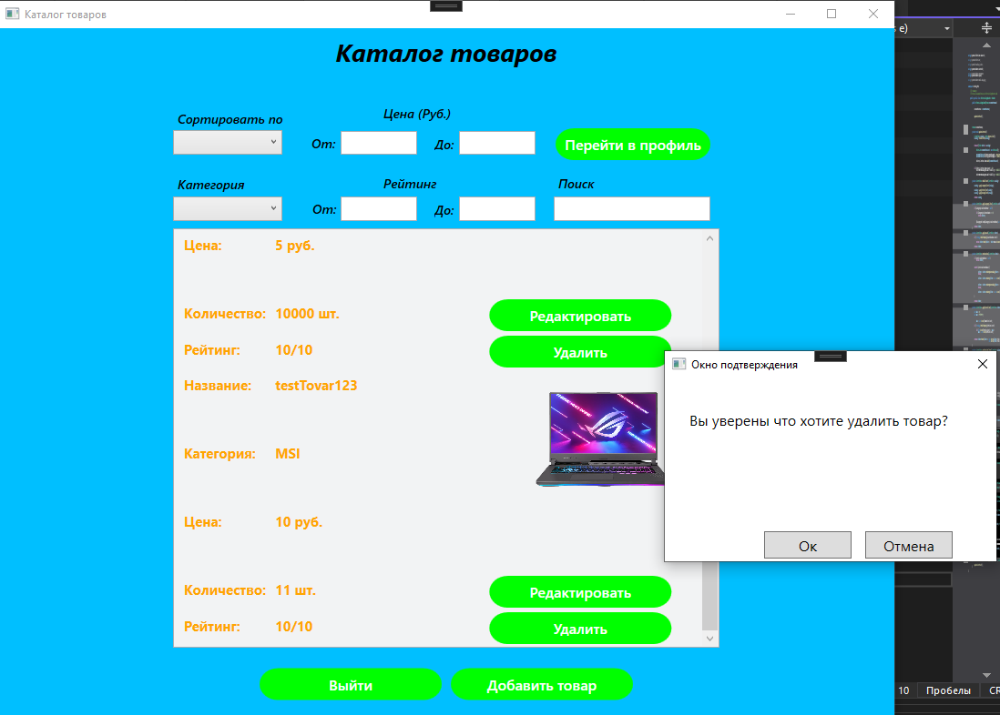 Каталог товаров
s e)
Каталог товаров
Сортировать по
Цена (Руб.)
От:
До:
Перейти в профиль
Категория
Рейтинг
Поиск
От:
До:
Цена: 5 руб.
Количество: 10000 шт.
Редактировать
Рейтинг: 10/10
Удалить
Окно подтверждения
Название: testTovar123
Вы уверены что хотите удалить товар?
Категория: MSI
Цена: 10 руб.
Ок
Отмена
Количество: 11 шт.
Редактировать
Рейтинг: 10/10
Удалить
Выйти
Добавить товар
10 Пробелы CR